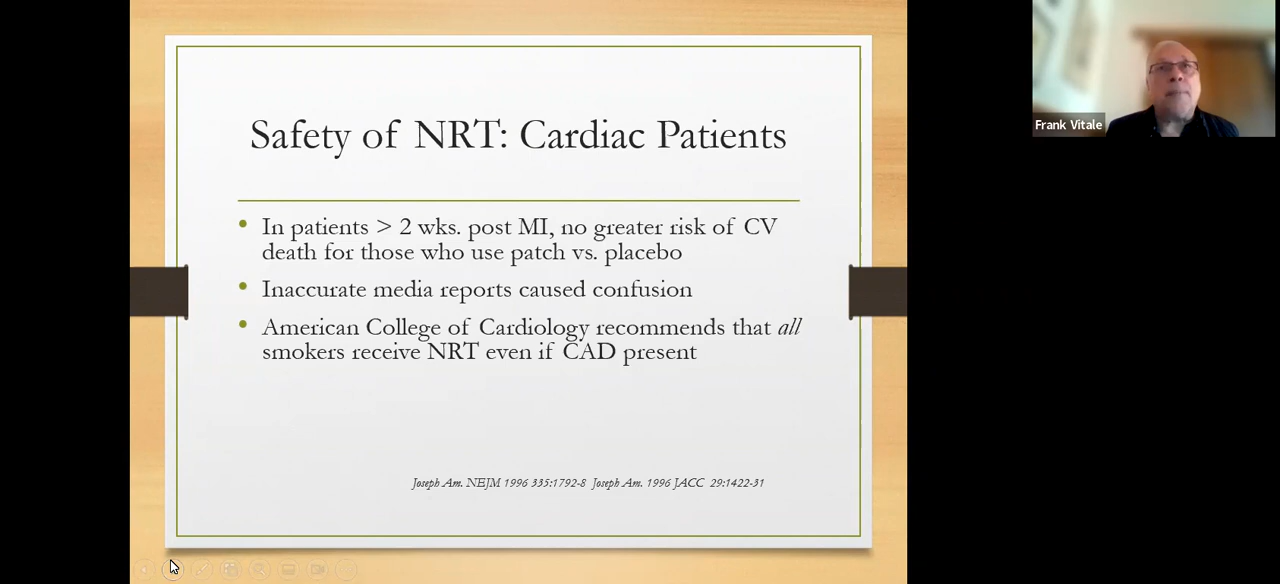 Safety of NRT: Cardiac Patients
• In patients > 2 wks. post MI, no greater risk of CV
death for those who use patch vs. placebo
• Inaccurate media reports caused confusion
• American College of Cardiology recommends that all
smokers receive NRT even if CAD present
Joseph Am. NEJM 1996 335:1792-8 Joseph Am. 1996 JACC 29:1422-31
Frank Vitale